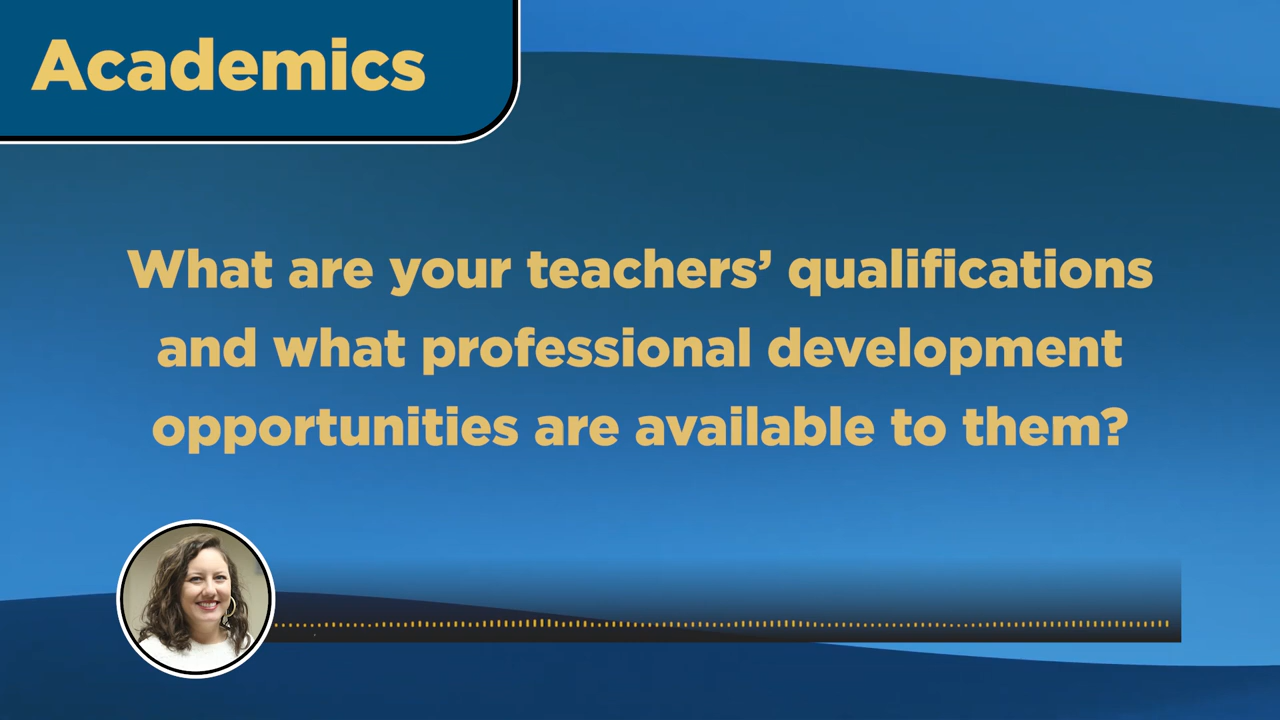 Academics
What are your teachers’ qualifications
and what professional development
opportunities are available to them?